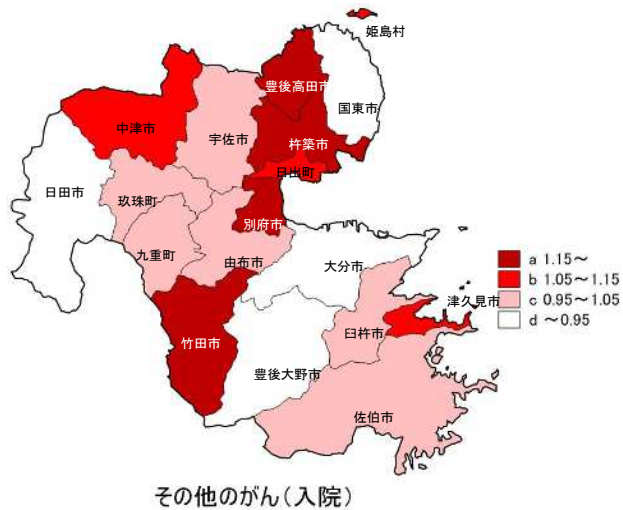 姫島村
豊後高田市
国東市
中津市
宇佐市
杵築市
日出町
日田市
玖珠町
別府市
九重町
由布市
大分市
a 1.15～
b 1.05～1.15
c 0.95～1.05
d ～0.95
津久見市
臼杵市
竹田市
豊後大野市
佐伯市
その他のがん(入院)